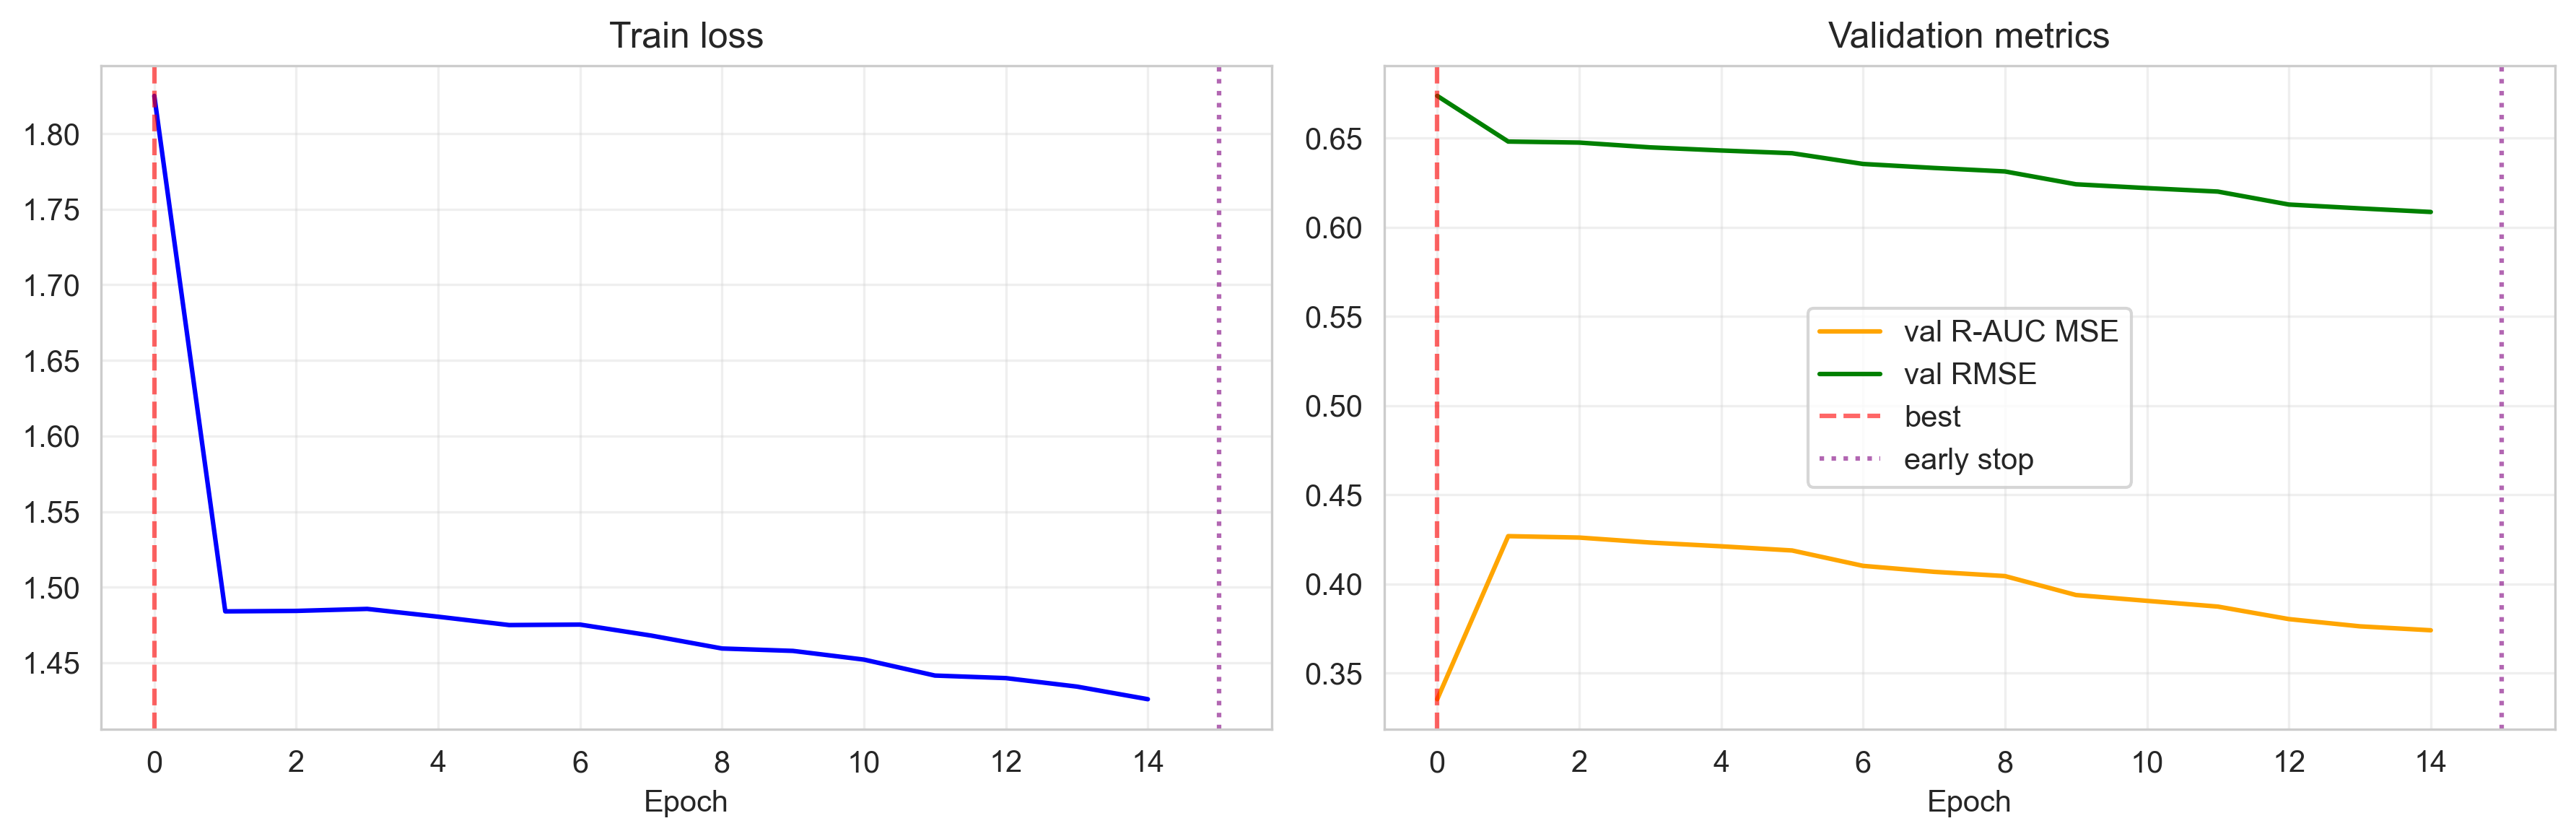 Train loss
1.80
1.75
1.70
1.65
1.60
1.55
1.50
1.45
0 2 4 6 8 10 12 14
Epoch
Validation metrics
0.65
0.60
0.55
0.50
0.45
0.40
0.35
val R-AUC MSE
val RMSE
best
early stop
0 2 4 6 8 10 12 14
Epoch